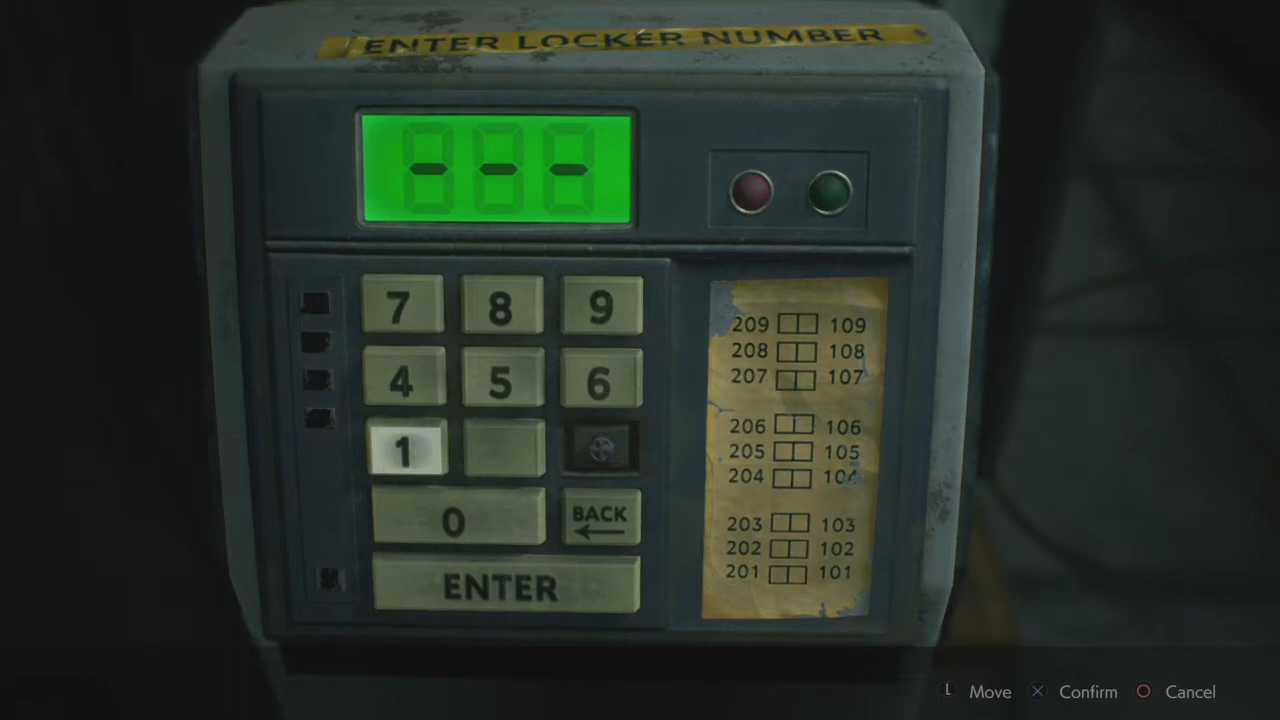 ENTER LOCKER NUMBER
- - -
7 8 9
4 5 6
1
0 BACK
ENTER
209 109
208 108
207 107
206 106
205 105
204 104
203 103
202 102
201 101
L Move Confirm Cancel